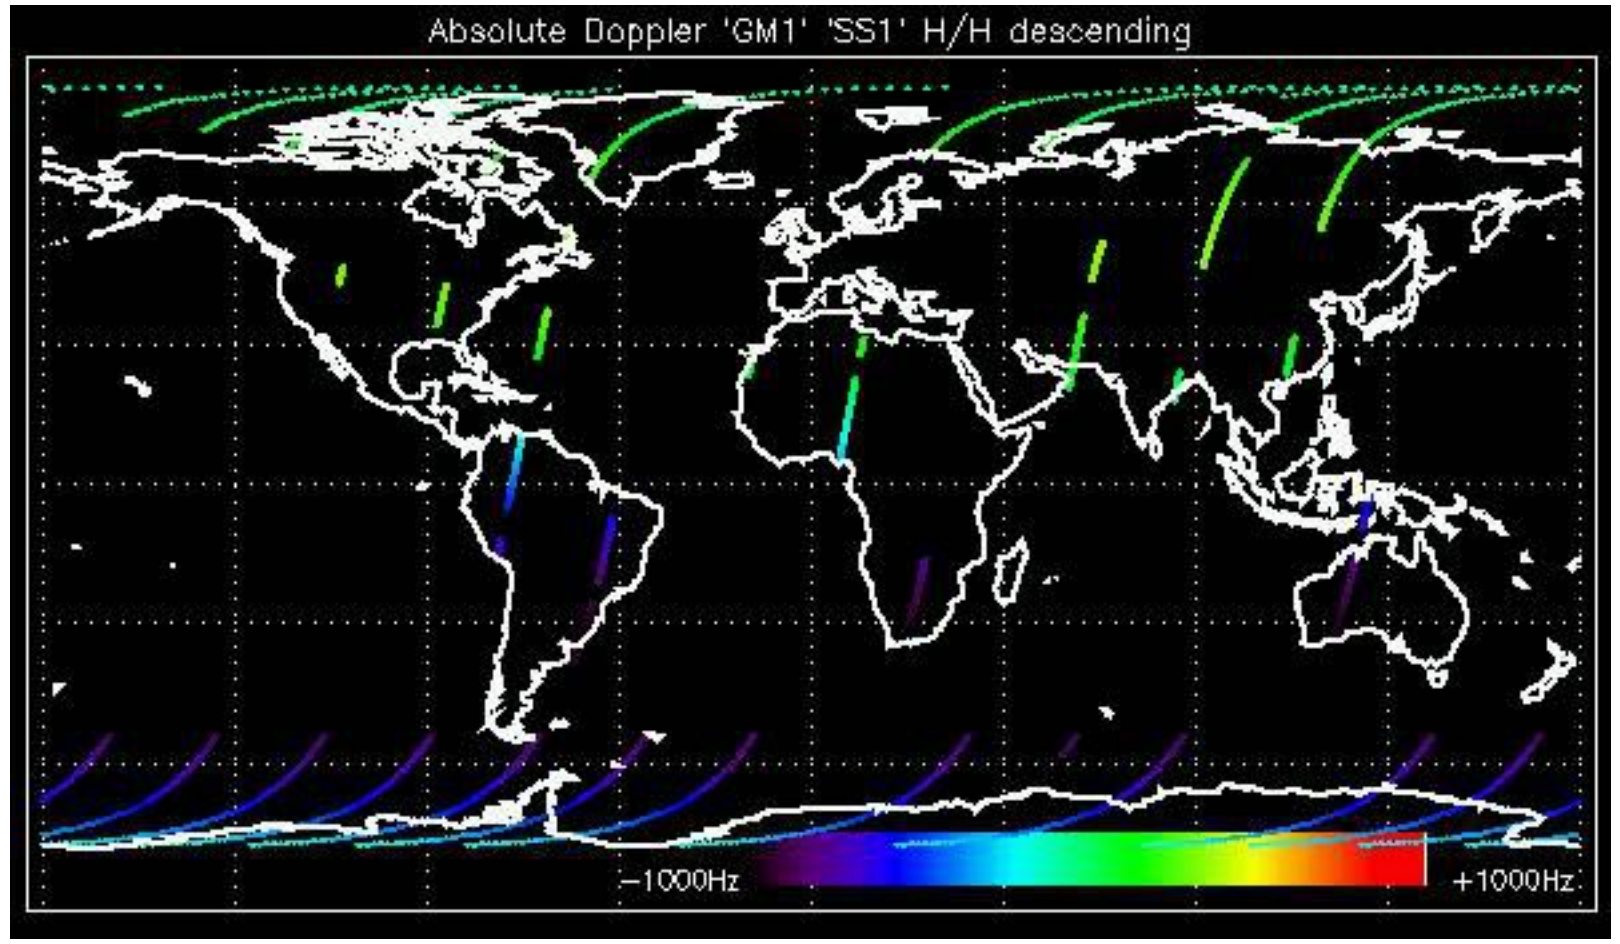 Absolute Doppler 'GM1' 'SS1' H/H descending
−1000Hz +1000Hz